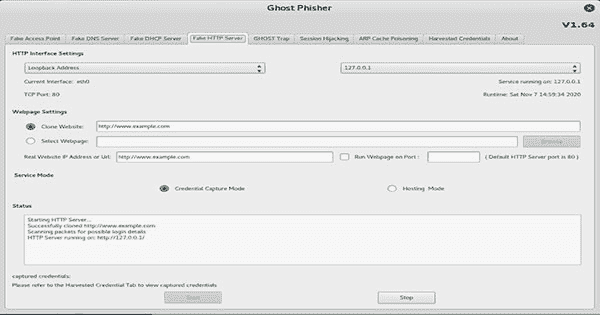 Ghost Phisher
V1.64
Fake Access Point Fake DNS Server Fake DHCP Server Fake HTTP Server GHOST Trap Session Hijacking ARP Cache Poisoning Harvested Credentials About
HTTP Interface Settings
Loopback Address 127.0.0.1
Current Interface: eth0 Service running on: 127.0.0.1
TCP Port: 80 Runtime: Sat Nov 7 14:59:34 2020
Webpage Settings
Clone Website: http://www.example.com
Select Webpage: Browse
Real Website IP Address or Url: http://www.example.com Run Webpage on Port : ( Default HTTP Server port is 80 )
Service Mode
Credential Capture Mode Hosting Mode
Status
Starting HTTP Server...
Successfully cloned http://www.example.com
Scanning packets for possible login details
HTTP Server running on: http://127.0.0.1/
captured credentials:
Please refer to the Harvested Credential Tab to view captured credentials
Start Stop